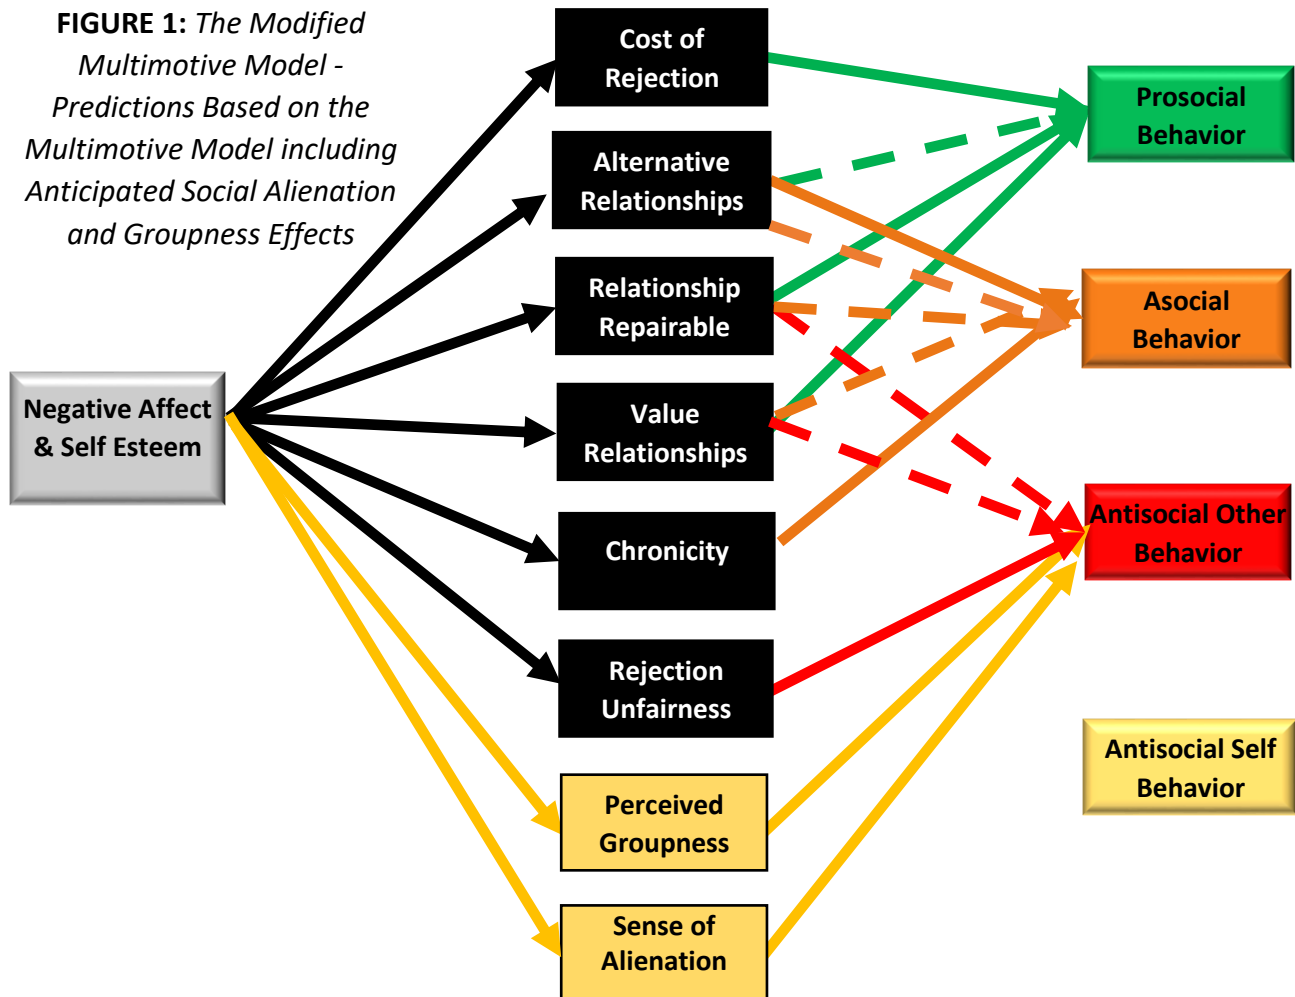 FIGURE 1: The Modified
Multimotive Model -
Predictions Based on the
Multimotive Model including
Anticipated Social Alienation
and Groupness Effects
Negative Affect
& Self Esteem
Cost of
Rejection
Alternative
Relationships
Relationship
Repairable
Value
Relationships
Chronicity
Rejection
Unfairness
Perceived
Groupness
Sense of
Alienation
Prosocial
Behavior
Asocial
Behavior
Antisocial Other
Behavior
Antisocial Self
Behavior